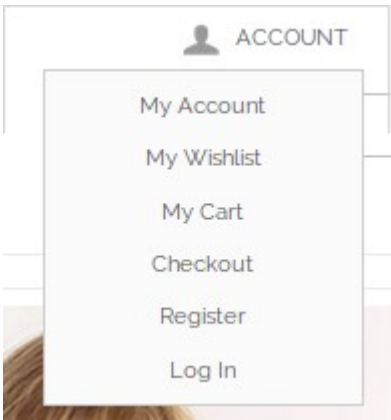 ACCOUNT
My Account
My Wishlist
My Cart
Checkout
Register
Log In